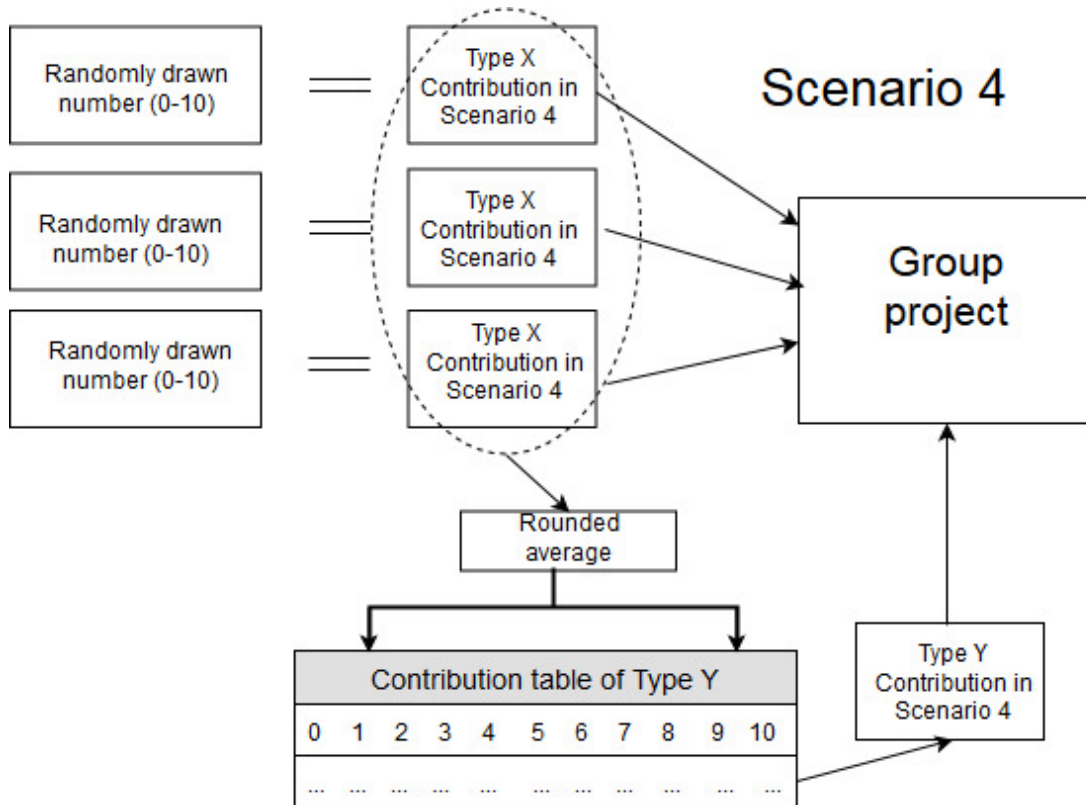 Scenario 4
Randomly drawn
number (0-10)
Type X
Contribution in
Scenario 4
Randomly drawn
number (0-10)
Type X
Contribution in
Scenario 4
Randomly drawn
number (0-10)
Type X
Contribution in
Scenario 4
Group
project
Rounded
average
Contribution table of Type Y
0 1 2 3 4 5 6 7 8 9 10
... ... ... ... ... ... ... ... ... ... ...
Type Y
Contribution in
Scenario 4